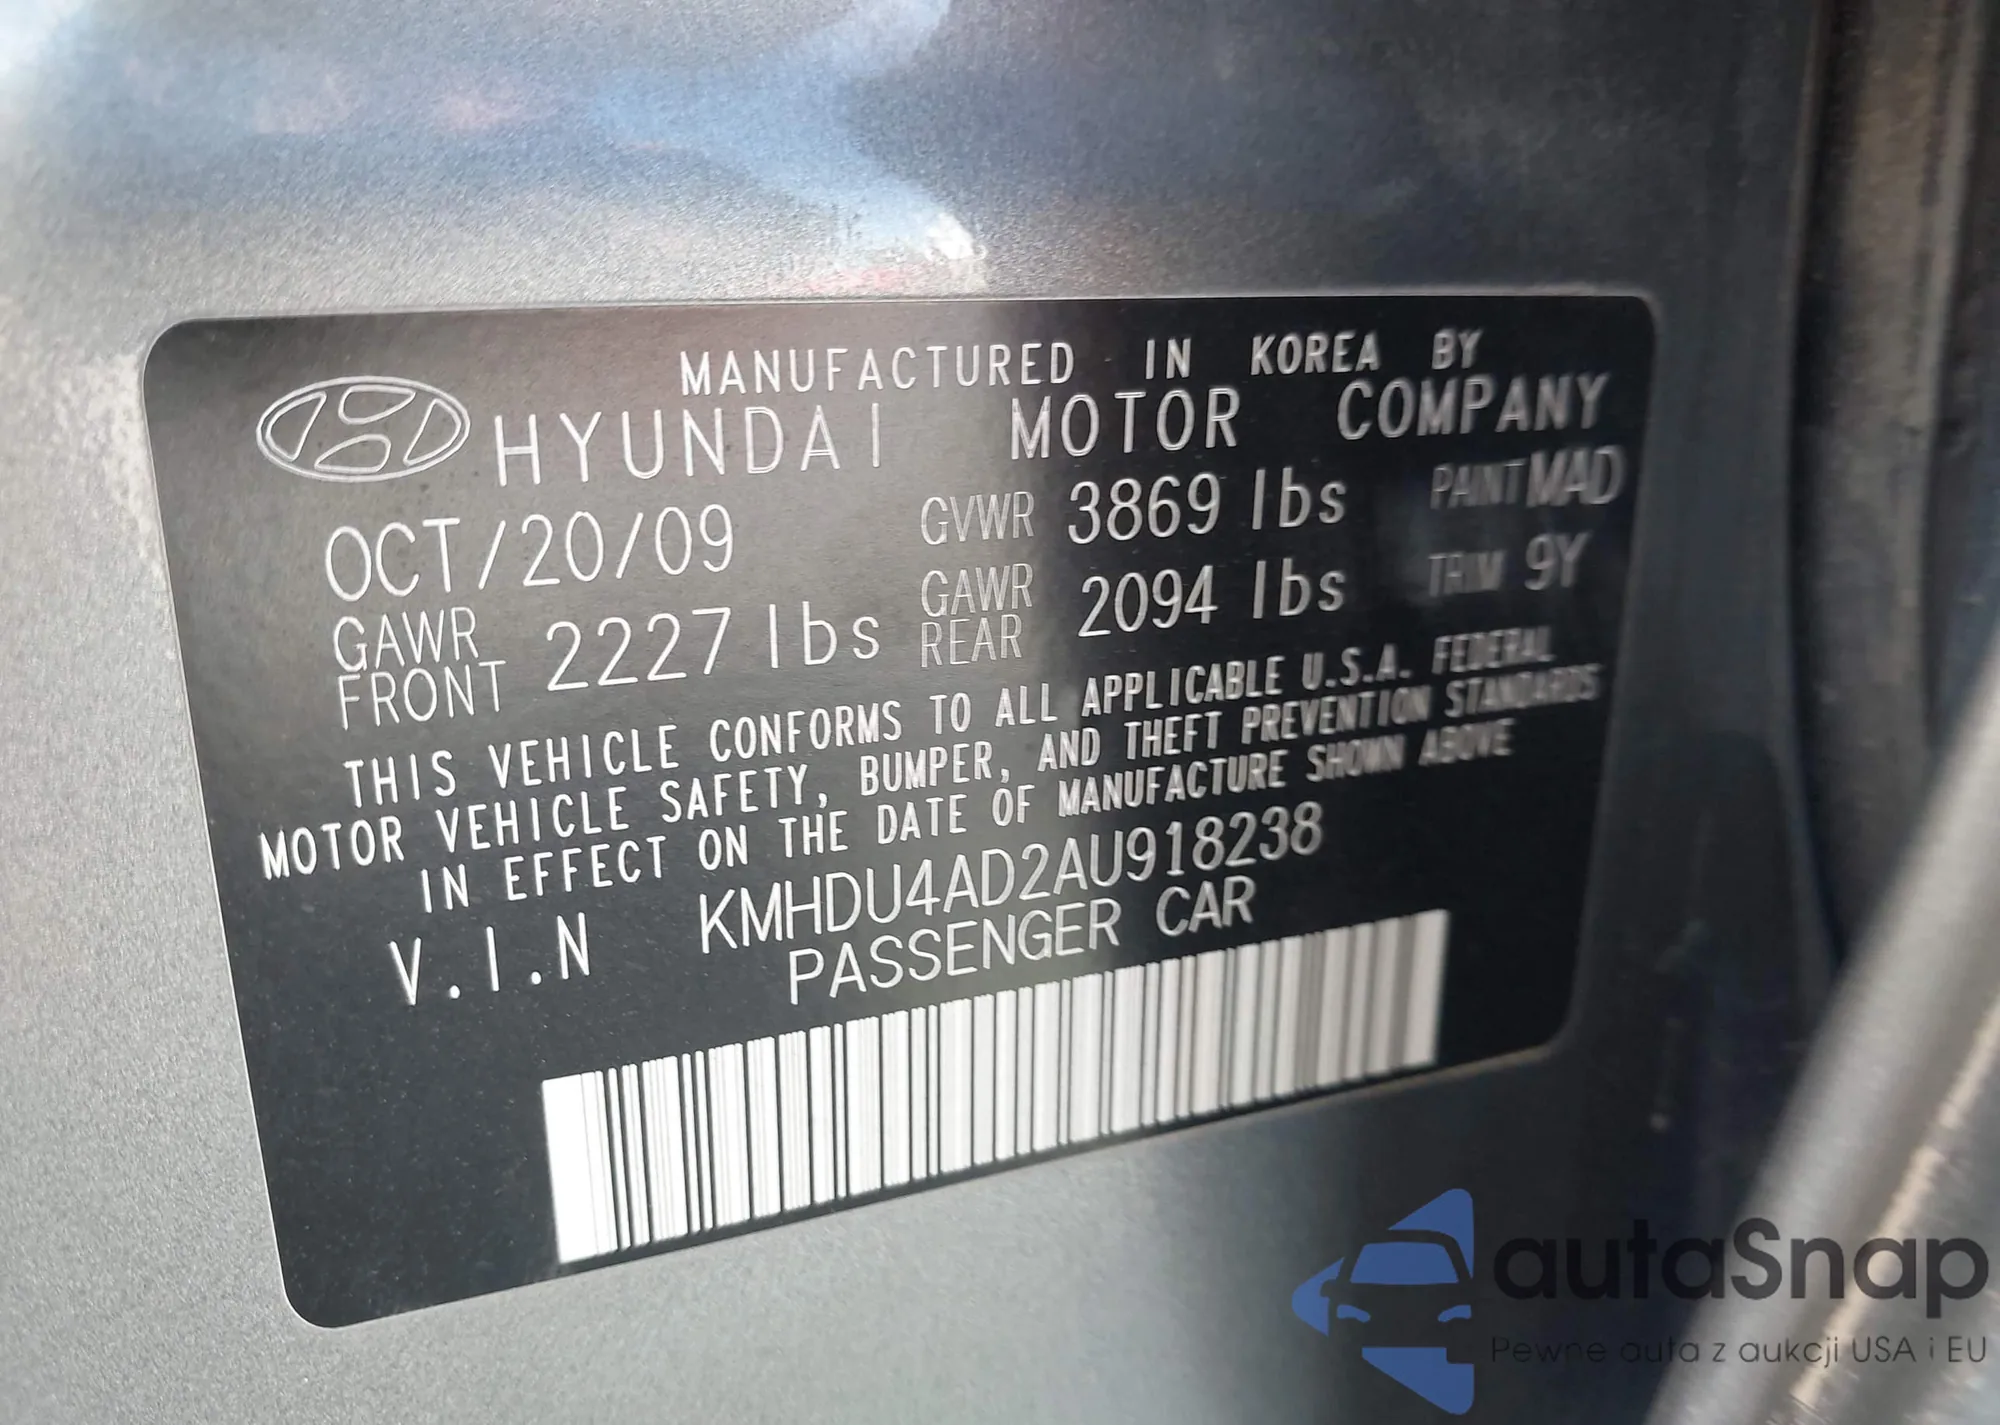 MANUFACTURED IN KOREA BY
HYUNDAI MOTOR COMPANY
OCT/20/09 GVWR 3869 lbs PAINT MAD
GAWR FRONT 2227 lbs GAWR REAR 2094 lbs TRIM 9Y
THIS VEHICLE CONFORMS TO ALL APPLICABLE U.S.A. FEDERAL
MOTOR VEHICLE SAFETY, BUMPER, AND THEFT PREVENTION STANDARDS
IN EFFECT ON THE DATE OF MANUFACTURE SHOWN ABOVE
V.I.N KMHDU4AD2AU918238
PASSENGER CAR
autaSnap
Pewne auta z aukcji USA i EU